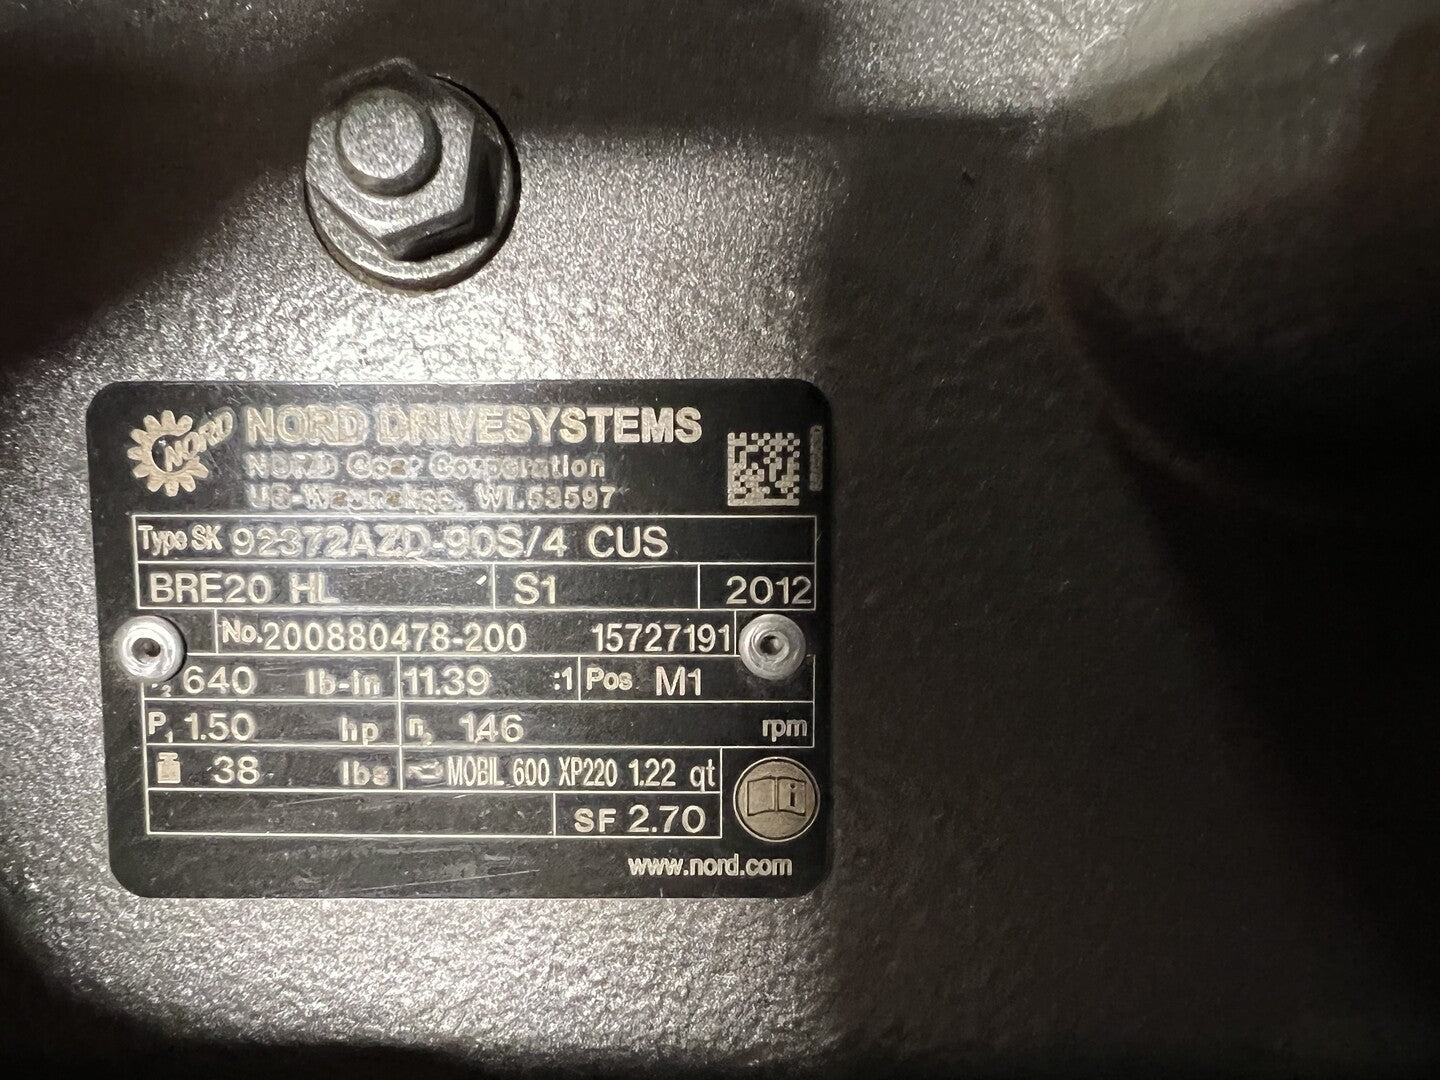 NORD
NORD DRIVESYSTEMS
NORD Gear Corporation
US-Waunakee, WI.53597
Type SK 92372AZD-90S/4 CUS
BRE20 HL S1 2012
No. 200880478-200 15727191
2 640 lb-in 11.39 :1 Pos M1
P1 1.50 hp n2 146 rpm
38 lbs MOBIL 600 XP220 1.22 qt
i
SF 2.70
www.nord.com